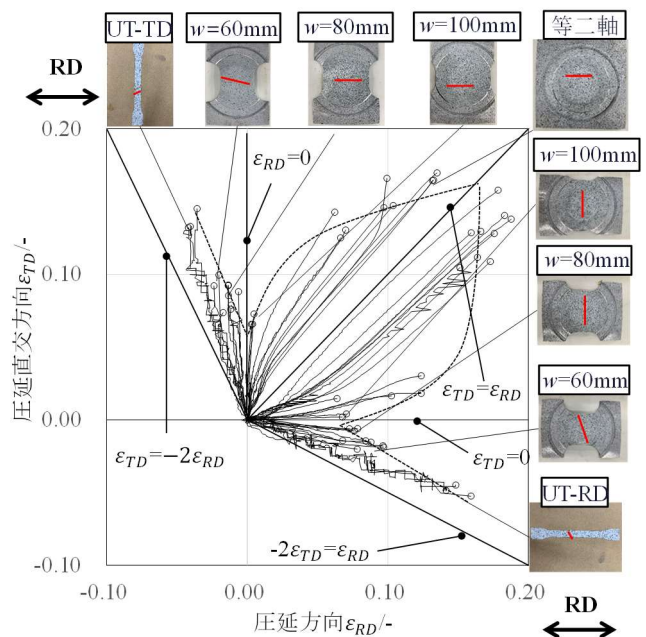 UT-TD
w=60mm
w=80mm
w=100mm
等二軸
RD
0.20
ε_RD=0
w=100mm
w=80mm
0.10
圧延直交方向ε_TD/-
ε_TD=ε_RD
w=60mm
0.00
ε_TD=−2ε_RD
ε_TD=0
UT-RD
-2ε_TD=ε_RD
-0.10
-0.10
0.00
0.10
0.20
圧延方向ε_RD/-
RD